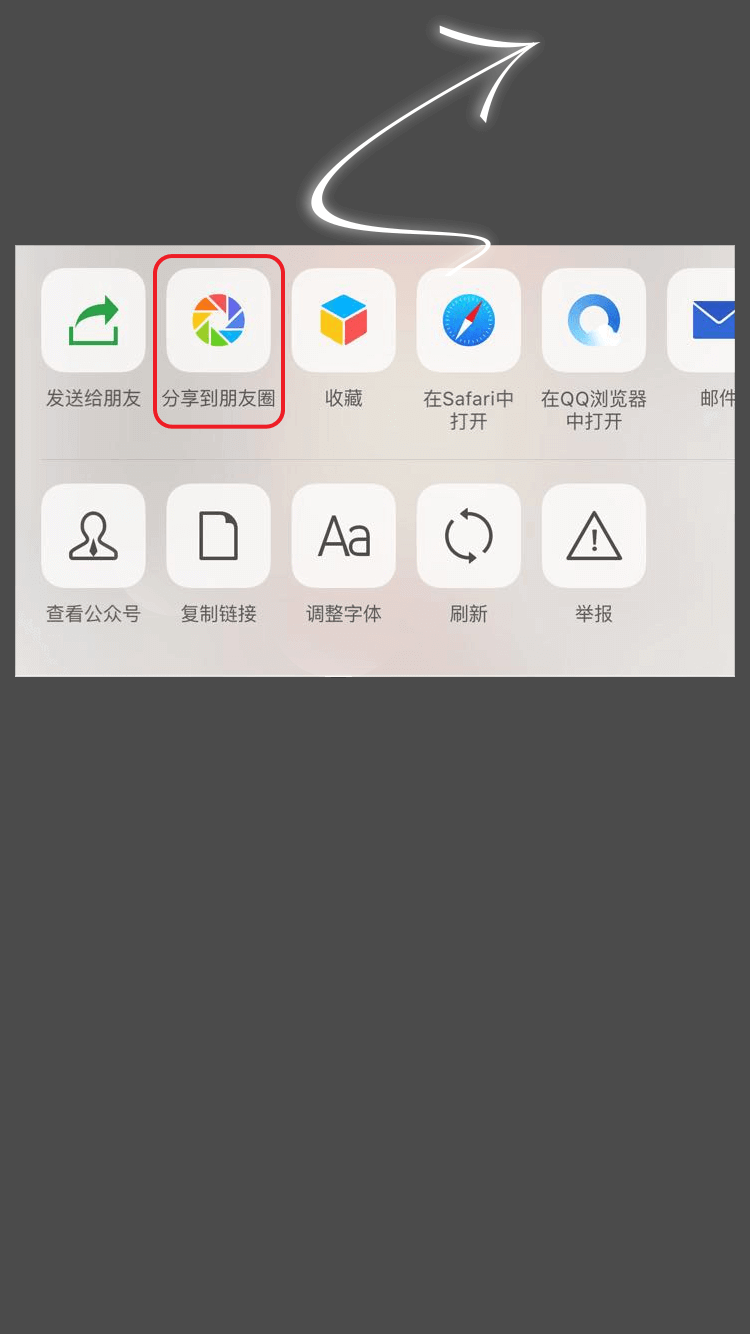 发送给朋友
分享到朋友圈
收藏
在Safari中
打开
在QQ浏览器
中打开
邮件
查看公众号
复制链接
Aa
调整字体
刷新
举报